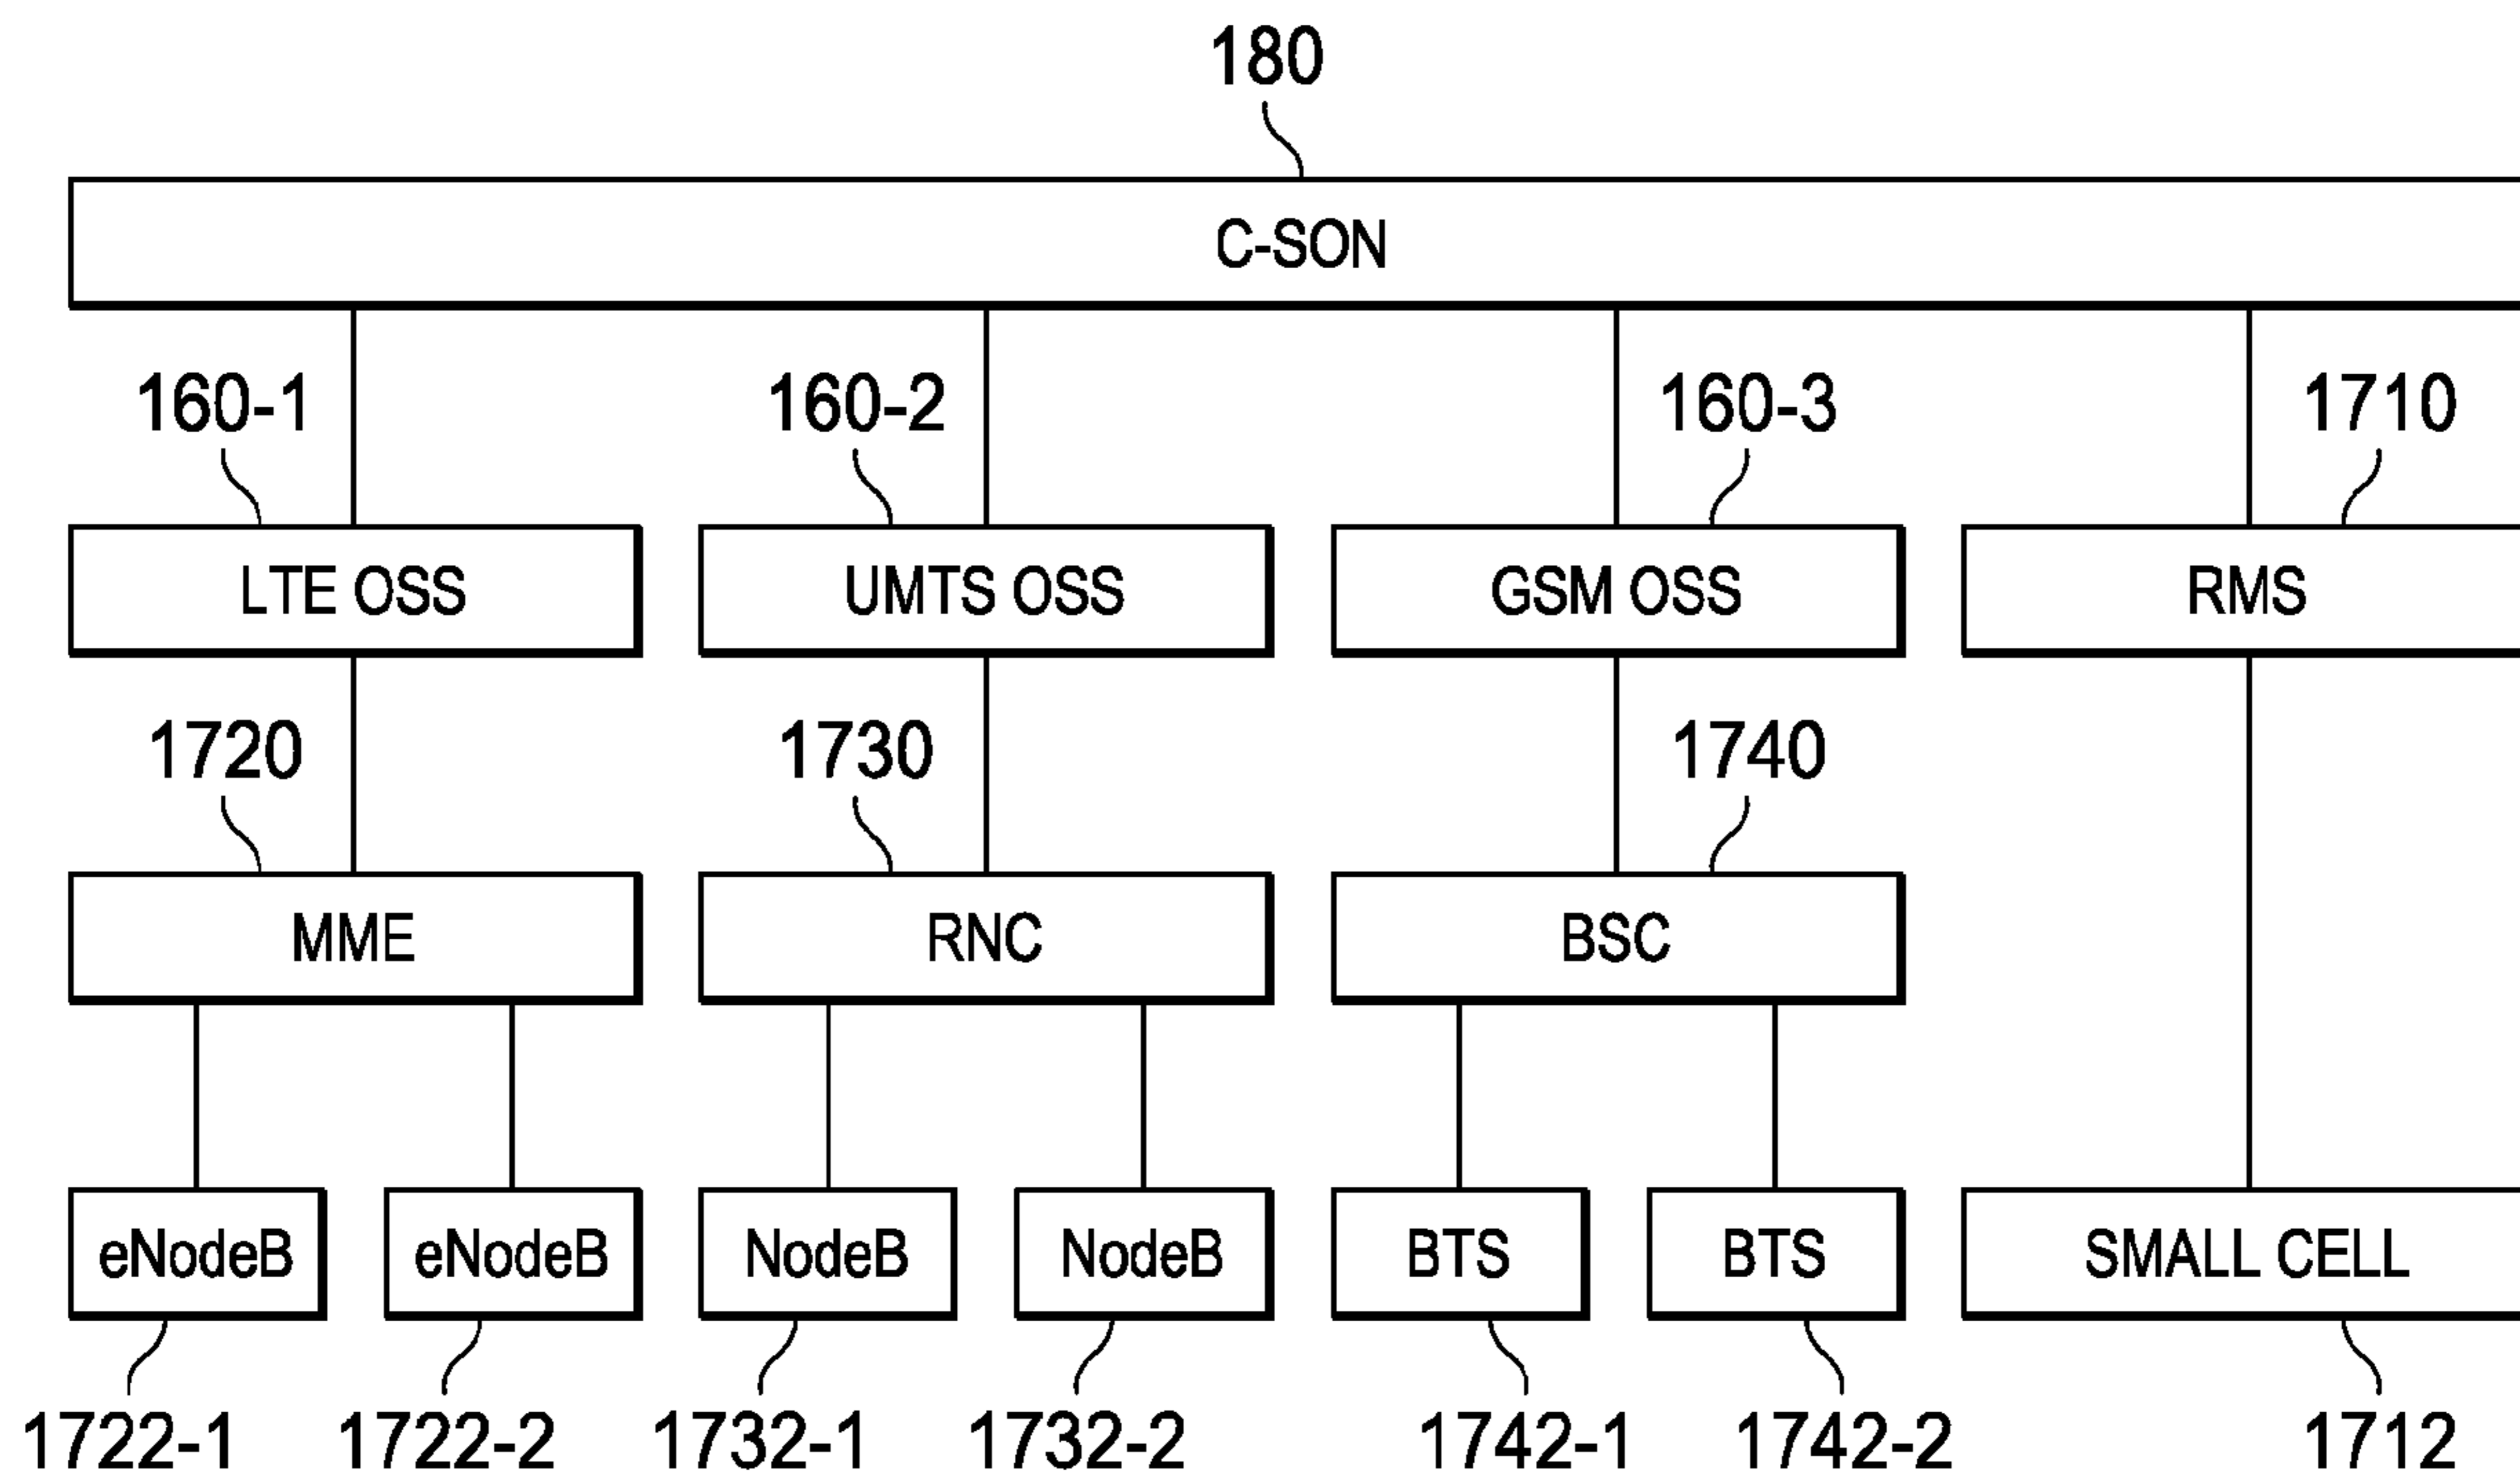 180
C-SON
160-1
160-2
160-3
1710
LTE OSS
UMTS OSS
GSM OSS
RMS
1720
1730
1740
MME
RNC
BSC
eNodeB
eNodeB
NodeB
NodeB
BTS
BTS
SMALL CELL
1722-1
1722-2
1732-1
1732-2
1742-1
1742-2
1712